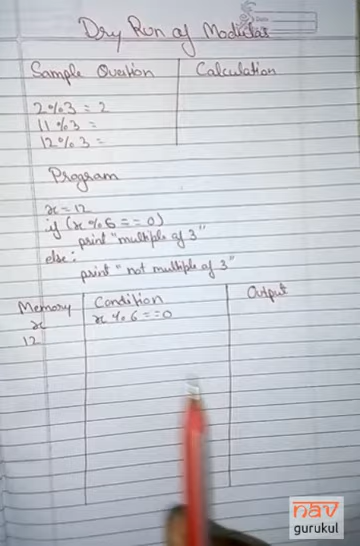 Dry Run of Modulas
Sample Question
Calculation
2%3 = 2
11%3 =
12%3 =
Program
x=12
if (x%6==0)
print "multiple of 3"
else:
print "not multiple of 3"
Memory
Condition
Output
x
x%6==0
12
nav
gurukul